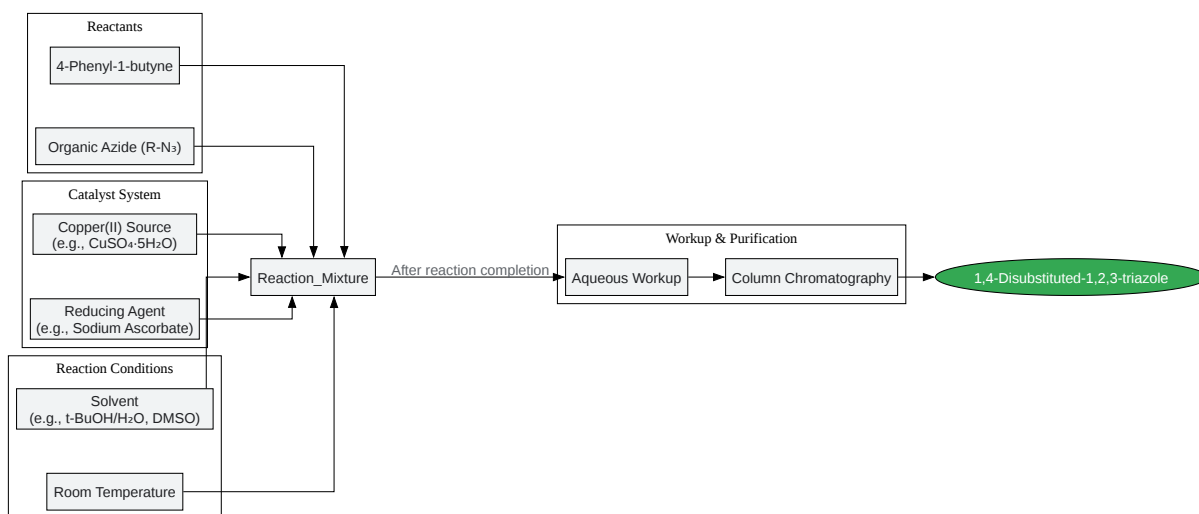 Reactants
4-Phenyl-1-butyne
Organic Azide (R-N₃)
Catalyst System
Copper(II) Source
(e.g., CuSO₄·5H₂O)
Reducing Agent
(e.g., Sodium Ascorbate)
Reaction Conditions
Solvent
(e.g., t-BuOH/H₂O, DMSO)
Room Temperature
Reaction_Mixture
After reaction completion
Workup & Purification
Aqueous Workup
Column Chromatography
1,4-Disubstituted-1,2,3-triazole